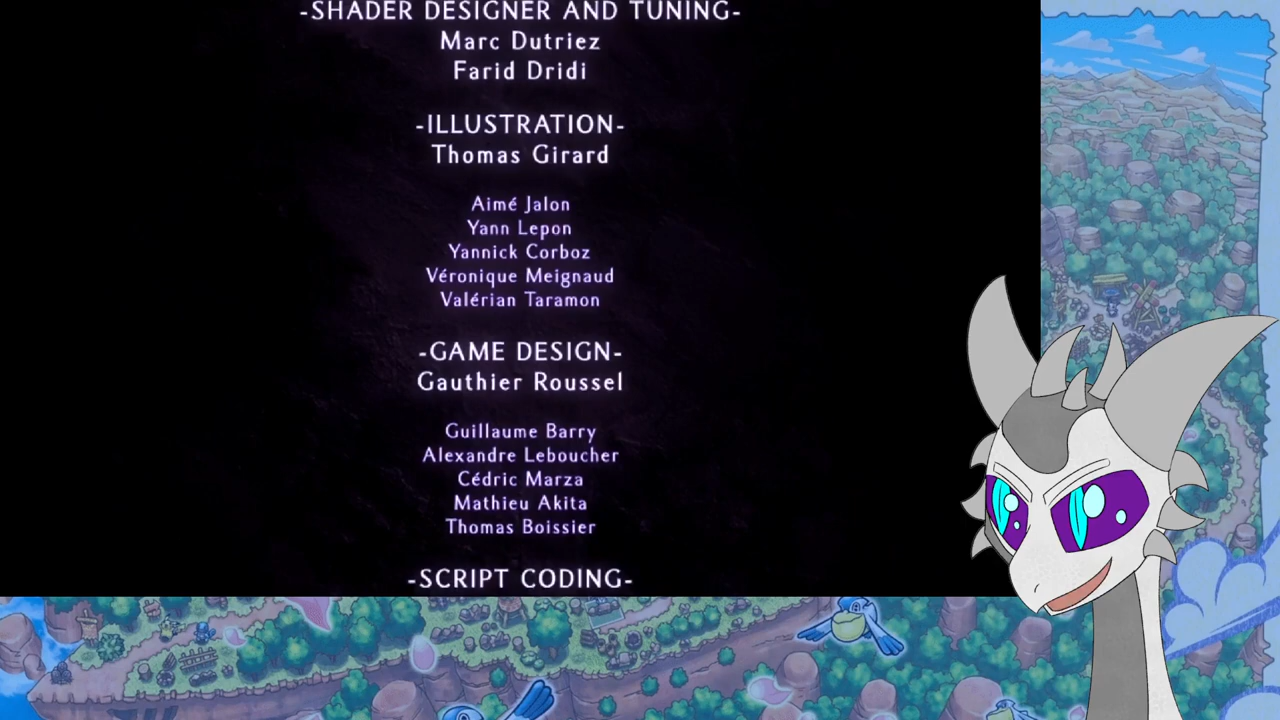 -SHADER DESIGNER AND TUNING-
Marc Dutriez
Farid Dridi
-ILLUSTRATION-
Thomas Girard
Aimé Jalon
Yann Lepon
Yannick Corboz
Véronique Meignaud
Valérian Taramon
-GAME DESIGN-
Gauthier Roussel
Guillaume Barry
Alexandre Leboucher
Cédric Marza
Mathieu Akita
Thomas Boissier
-SCRIPT CODING-